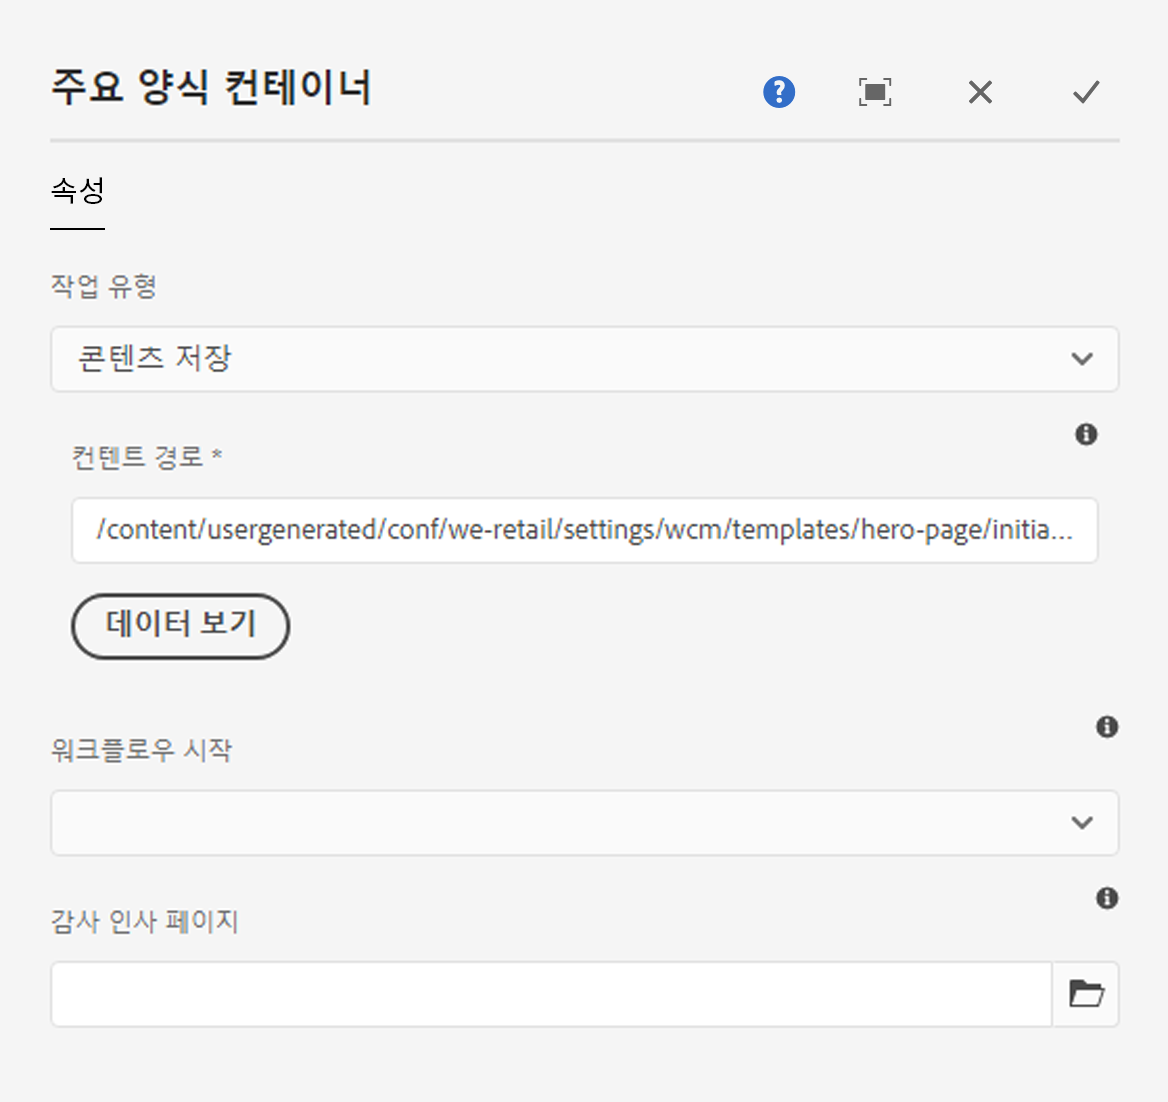 주요 양식 컨테이너
속성
작업 유형
콘텐츠 저장
컨텐트 경로 *
/content/usergenerated/conf/we-retail/settings/wcm/templates/hero-page/initia...
데이터 보기
워크플로우 시작
감사 인사 페이지